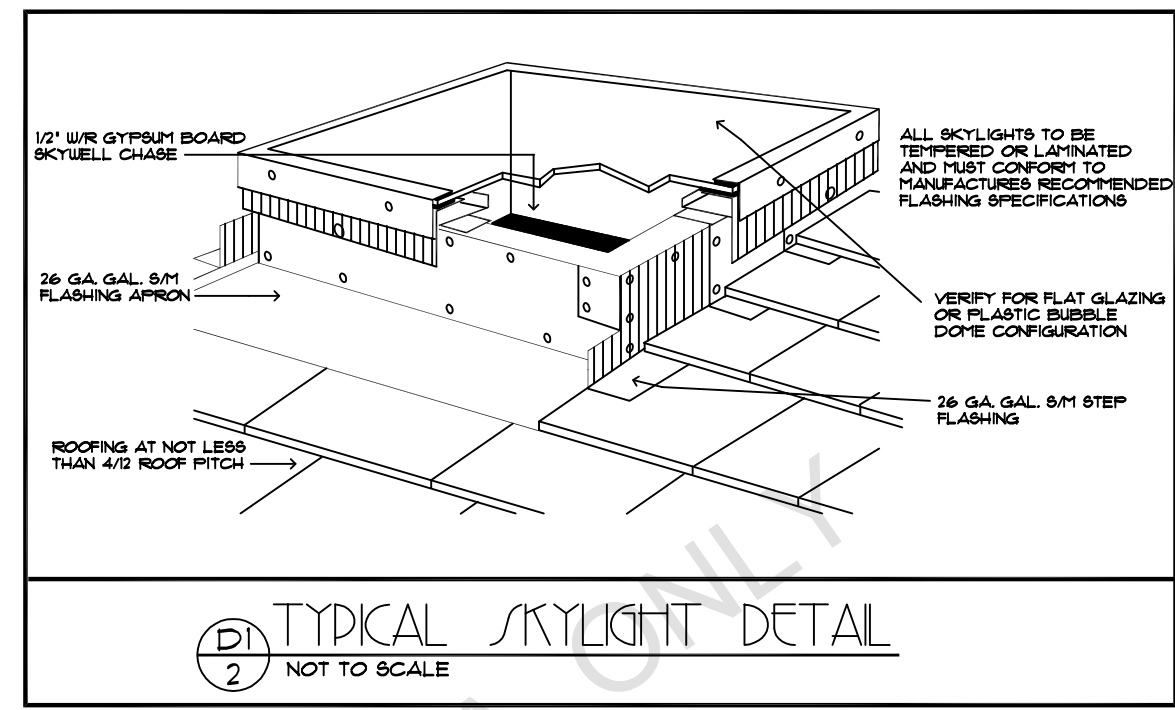 1/2" W/R GYPSUM BOARD
SKYWELL CHASE
26 GA. GAL. S/M
FLASHING APRON
ROOFING AT NOT LESS
THAN 4/12 ROOF PITCH
ALL SKYLIGHTS TO BE
TEMPERED OR LAMINATED
AND MUST CONFORM TO
MANUFACTURES RECOMMENDED
FLASHING SPECIFICATIONS
VERIFY FOR FLAT GLAZING
OR PLASTIC BUBBLE
DOME CONFIGURATION
26 GA. GAL. S/M STEP
FLASHING
ONLY
D1
2
TYPICAL SKYLIGHT DETAIL
NOT TO SCALE